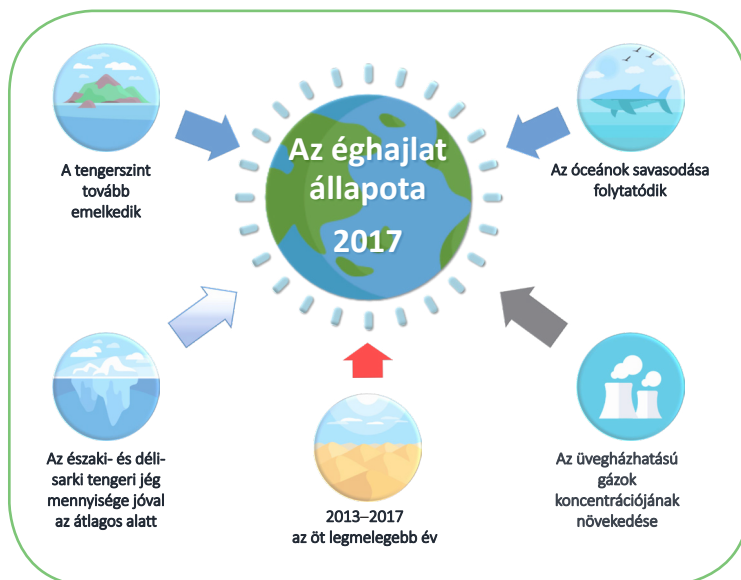 Az éghajlat
állapota
2017
A tengerszint
tovább
emelkedik
Az óceánok savasodása
folytatódik
Az északi- és déli-
sarki tengeri jég
mennyisége jóval
az átlagos alatt
2013–2017
az öt legmelegebb év
Az üvegházhatású
gázok
koncentrációjának
növekedése